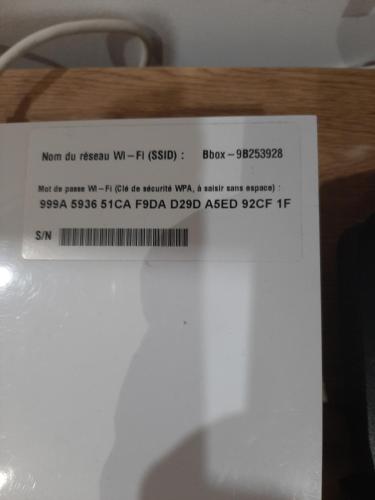 Nom du réseau Wi-Fi (SSID) : Bbox-9B253928
Mot de passe Wi-Fi (Clé de sécurité WPA, à saisir sans espace) :
999A 5936 51CA F9DA D29D A5ED 92CF 1F
S/N